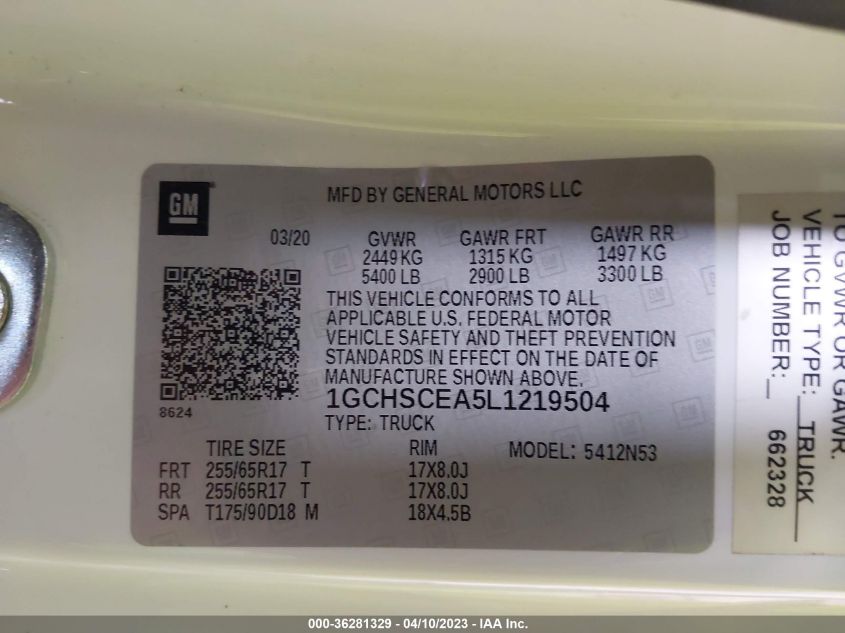 GM
MFD BY GENERAL MOTORS LLC
03/20
GVWR GAWR FRT GAWR RR
2449 KG 1315 KG 1497 KG
5400 LB 2900 LB 3300 LB
THIS VEHICLE CONFORMS TO ALL
APPLICABLE U.S. FEDERAL MOTOR
VEHICLE SAFETY AND THEFT PREVENTION
STANDARDS IN EFFECT ON THE DATE OF
MANUFACTURE SHOWN ABOVE.
8624
1GCHSCEA5L1219504
TYPE: TRUCK
TIRE SIZE RIM MODEL: 5412N53
FRT 255/65R17 T 17X8.0J
RR 255/65R17 T 17X8.0J
SPA T175/90D18 M 18X4.5B
TO GVWR OR GAWR.
VEHICLE TYPE: TRUCK
JOB NUMBER: 662328
000-36281329 - 04/10/2023 - IAA Inc.